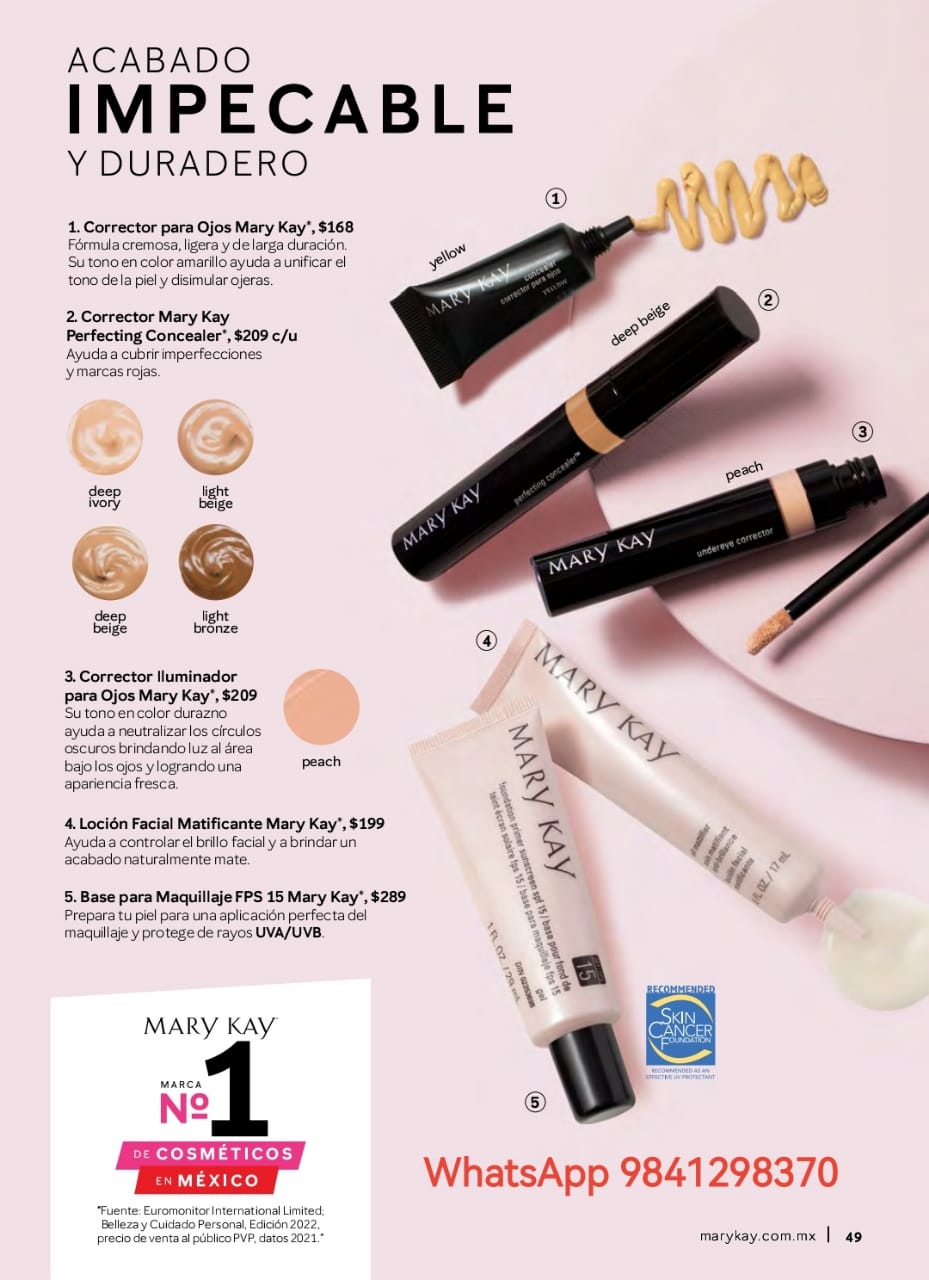 ACABADO
IMPECABLE
Y DURADERO
1. Corrector para Ojos Mary Kay*, $168
Fórmula cremosa, ligera y de larga duración.
Su tono en color amarillo ayuda a unificar el
tono de la piel y disimular ojeras.
2. Corrector Mary Kay
Perfecting Concealer*, $209 c/u
Ayuda a cubrir imperfecciones
y marcas rojas.
deep
ivory
light
beige
deep
beige
light
bronze
3. Corrector Iluminador
para Ojos Mary Kay*, $209
Su tono en color durazno
ayuda a neutralizar los círculos
oscuros brindando luz al área
bajo los ojos y logrando una
apariencia fresca.
peach
4. Loción Facial Matificante Mary Kay*, $199
Ayuda a controlar el brillo facial y a brindar un
acabado naturalmente mate.
5. Base para Maquillaje FPS 15 Mary Kay*, $289
Prepara tu piel para una aplicación perfecta del
maquillaje y protege de rayos UVA/UVB.
1
yellow
MARY KAY
concealer
corrector para ojos
YELLOW
2
deep beige
MARY KAY
perfecting concealer™
3
peach
MARY KAY
undereye corrector
4
MARY KAY
1 FL. OZ. / 17 mL
MARY KAY
foundation primer sunscreen spf 15 / base pour fond de
teint écran solaire fps 15 / base para maquillaje fps 15
gel
15
1 FL. OZ. / 29 mL
5
RECOMMENDED
SKIN
CANCER
FOUNDATION
RECOMMENDED AS AN
EFFECTIVE UV PROTECTANT
MARY KAY
MARCA
Nº 1
DE COSMÉTICOS
EN MÉXICO
"Fuente: Euromonitor International Limited;
Belleza y Cuidado Personal, Edición 2022,
precio de venta al público PVP, datos 2021."
WhatsApp 9841298370
marykay.com.mx | 49